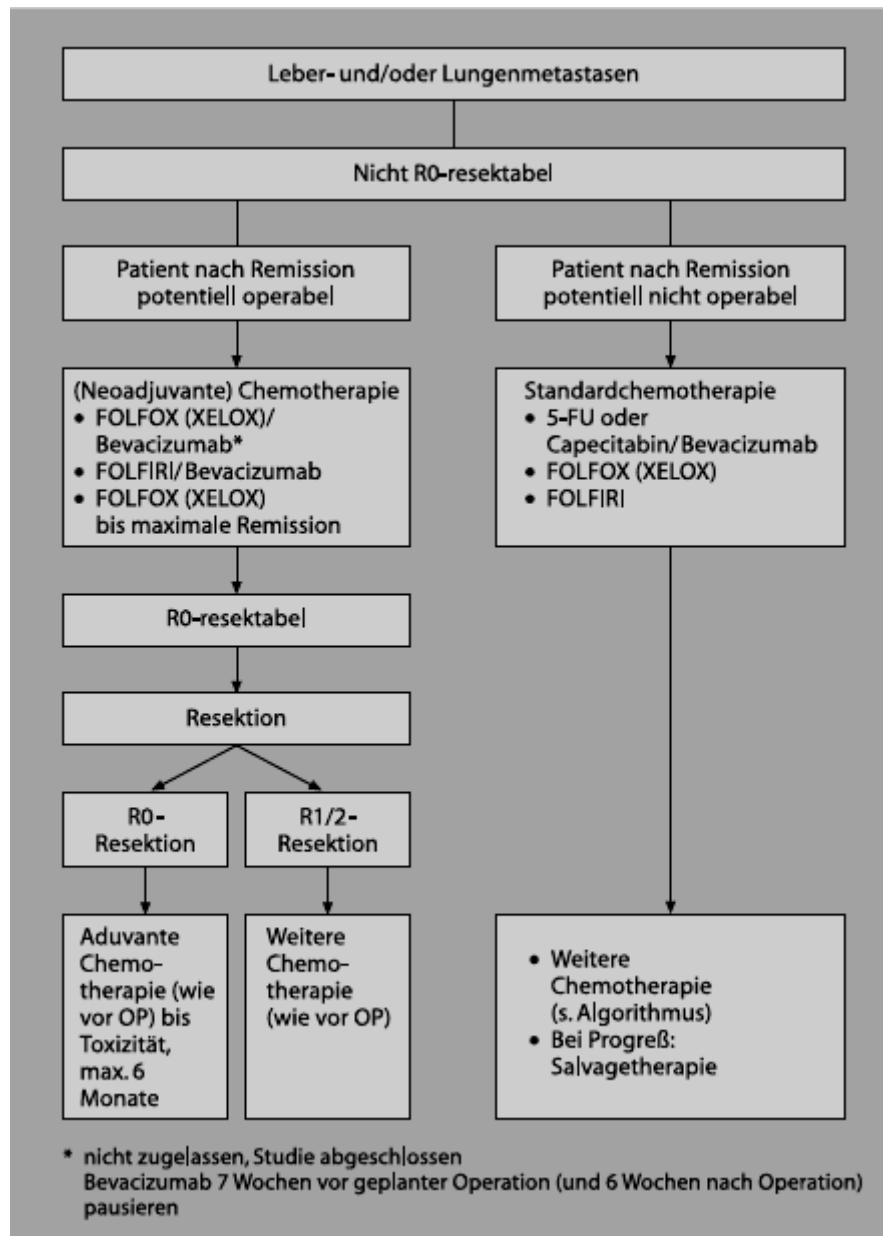 Leber- und/oder Lungenmetastasen
Nicht R0-resektabel
Patient nach Remission
potentiell operabel
Patient nach Remission
potentiell nicht operabel
(Neoadjuvante) Chemotherapie
• FOLFOX (XELOX)/
Bevacizumab*
• FOLFIRI/Bevacizumab
• FOLFOX (XELOX)
bis maximale Remission
Standardchemotherapie
• 5-FU oder
Capecitabin/Bevacizumab
• FOLFOX (XELOX)
• FOLFIRI
R0-resektabel
Resektion
R0-
Resektion
R1/2-
Resektion
Aduvante
Chemo-
therapie (wie
vor OP) bis
Toxizität,
max. 6
Monate
Weitere
Chemo-
therapie
(wie vor OP)
• Weitere
Chemotherapie
(s. Algorithmus)
• Bei Progreß:
Salvagetherapie
* nicht zugelassen, Studie abgeschlossen
Bevacizumab 7 Wochen vor geplanter Operation (und 6 Wochen nach Operation)
pausieren